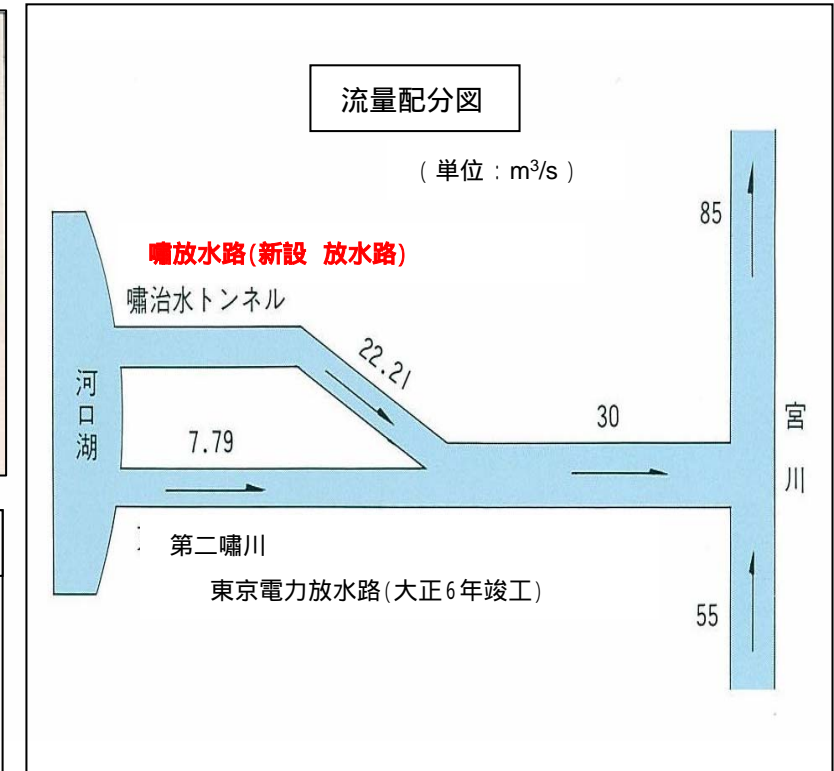 流量配分図
(単位:m³/s)
85
嘯放水路(新設 放水路)
嘯治水トンネル
22.21
河口湖
7.79
30
宮川
第二嘯川
東京電力放水路(大正6年竣工)
55